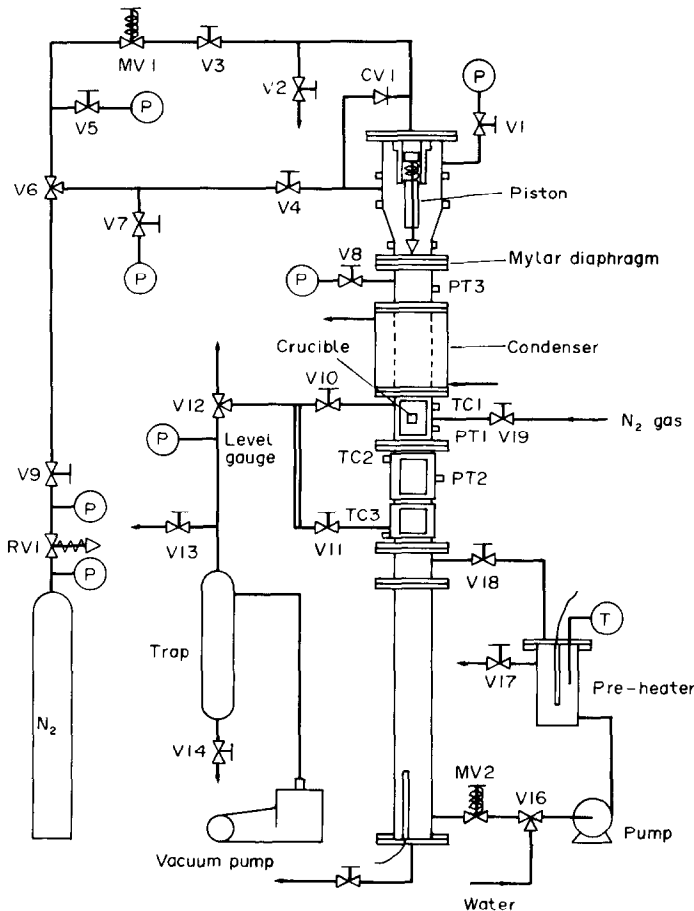 MV1
V3
V2
CV1
P
V1
V5
P
V6
V7
V4
P
Piston
V8
P
Mylar diaphragm
PT3
Crucible
Condenser
V10
V12
TC1
N2 gas
P
Level
gauge
PT1
V19
V9
TC2
PT2
P
TC3
RV1
V13
V11
P
V18
T
Trap
V17
Pre-heater
N2
V14
MV2
V16
Pump
Vacuum pump
Water